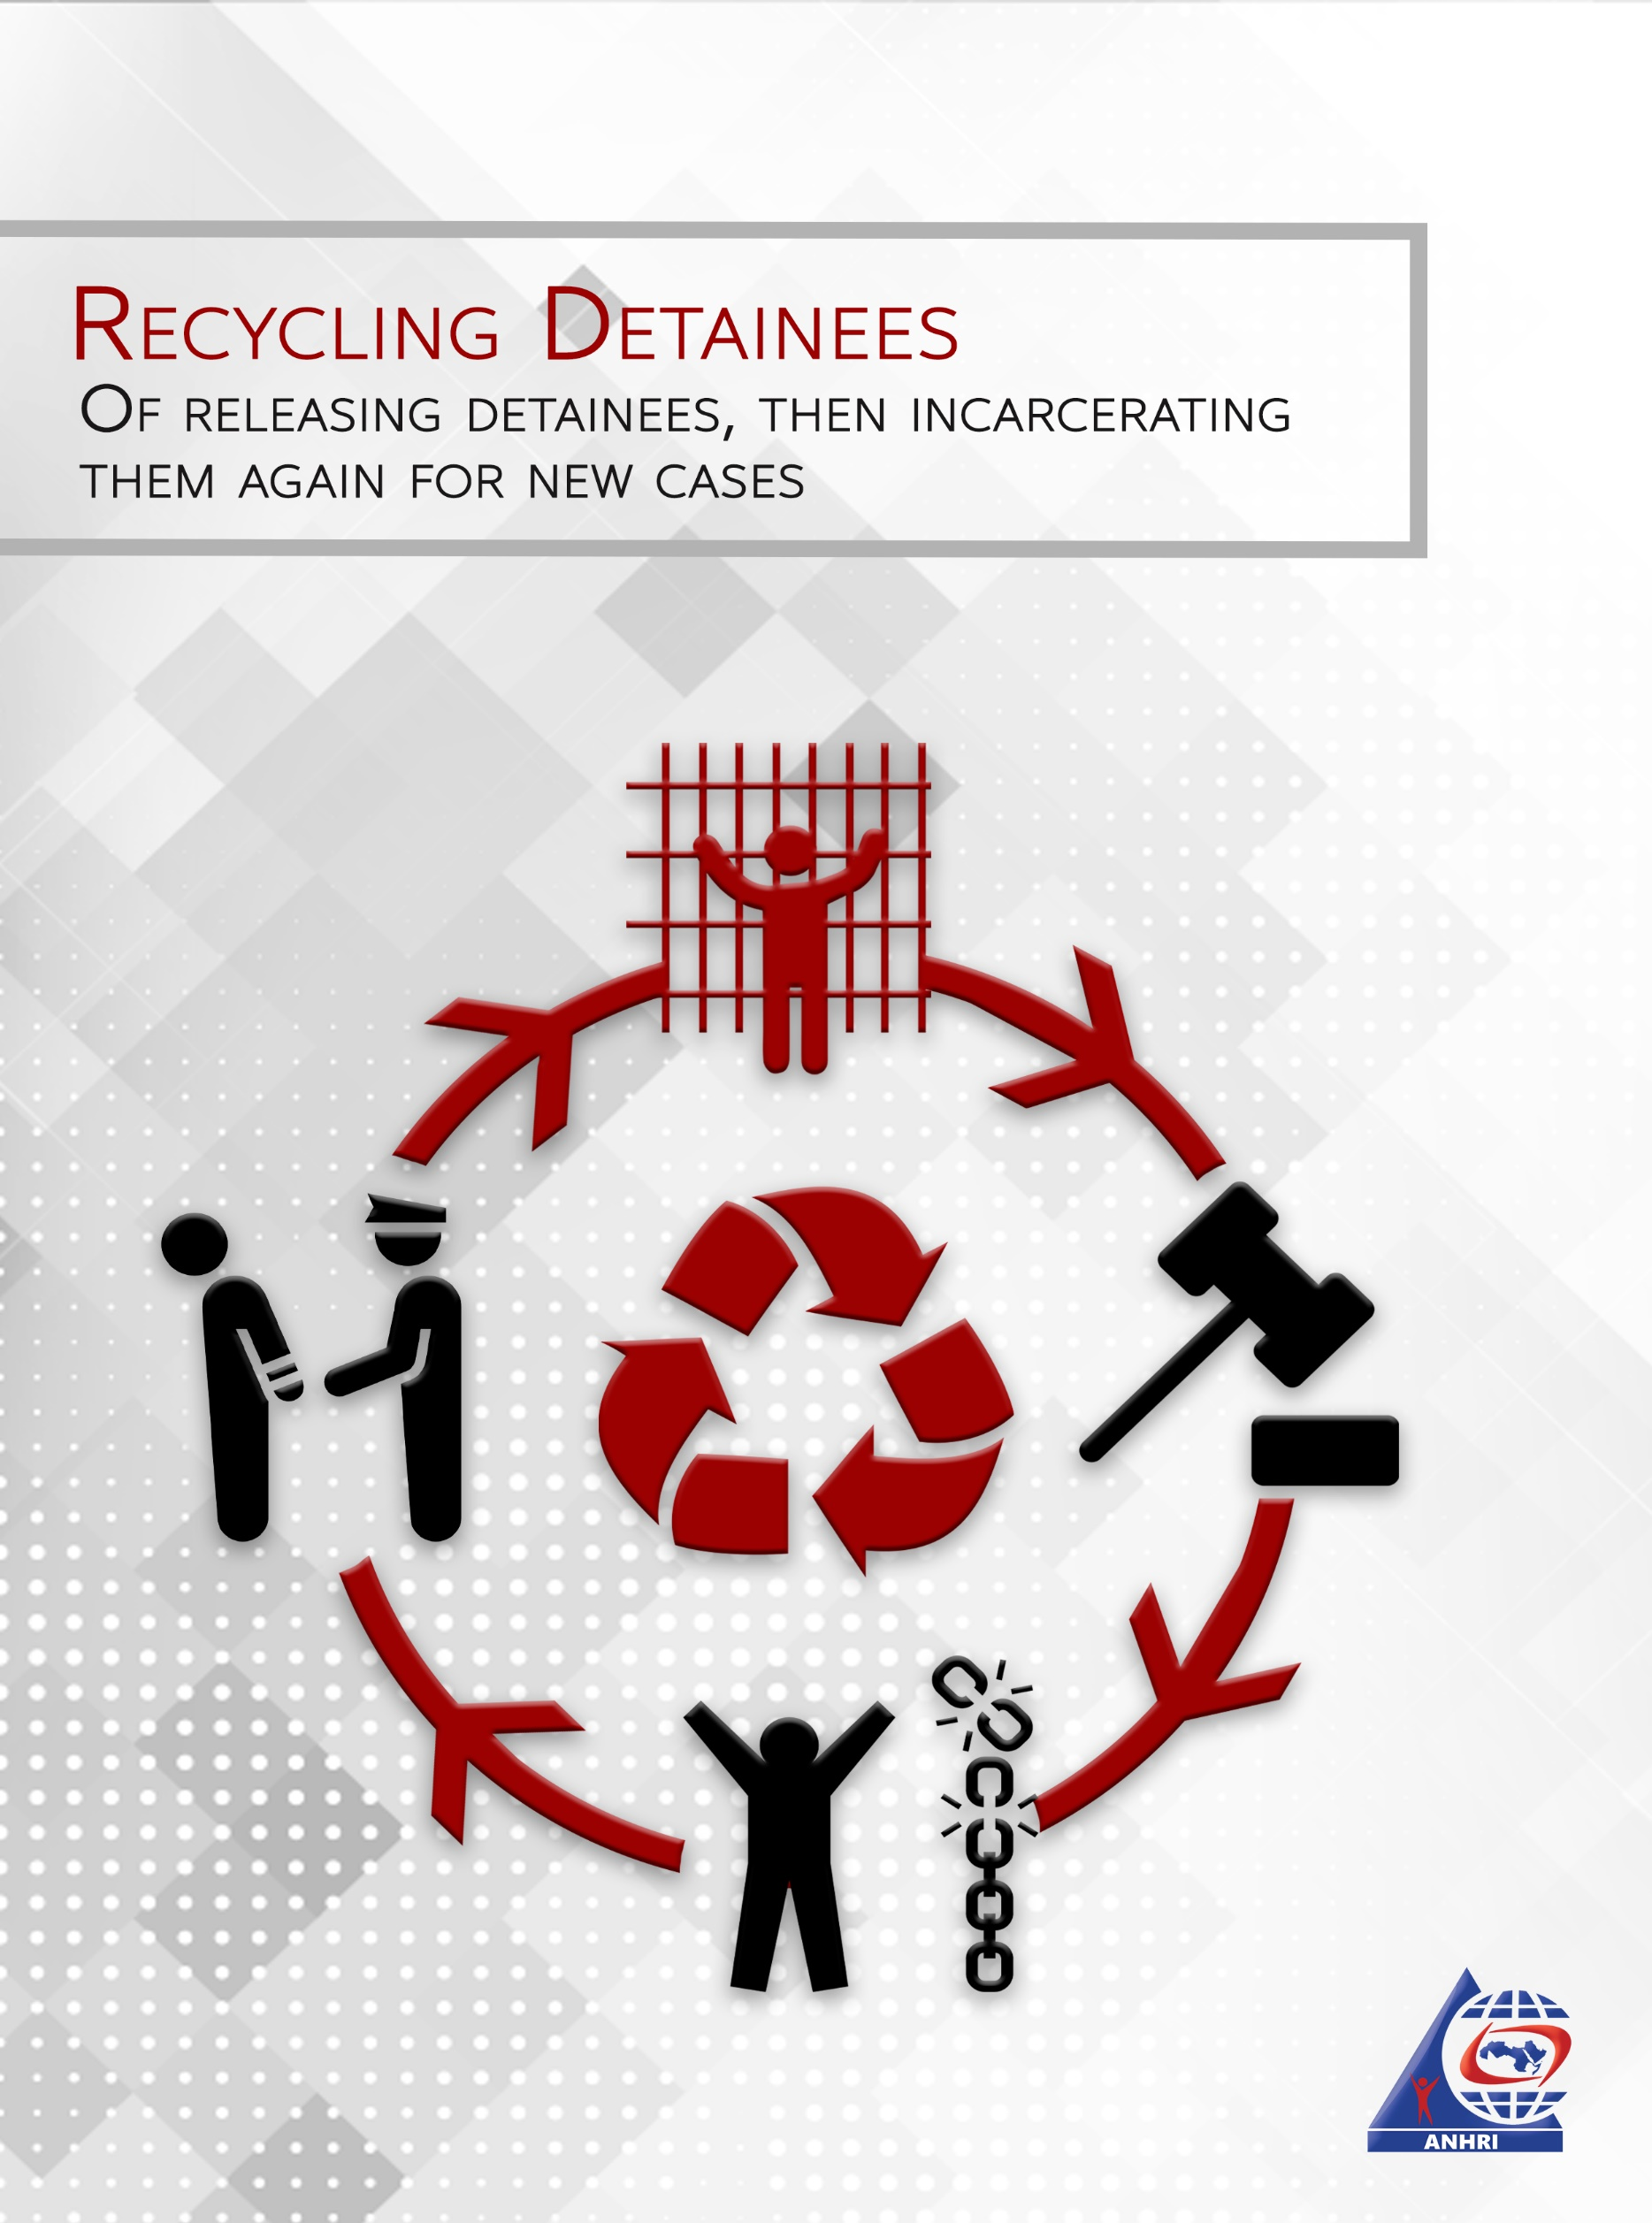 Recycling Detainees
Of releasing detainees, then incarcerating
them again for new cases
ANHRI